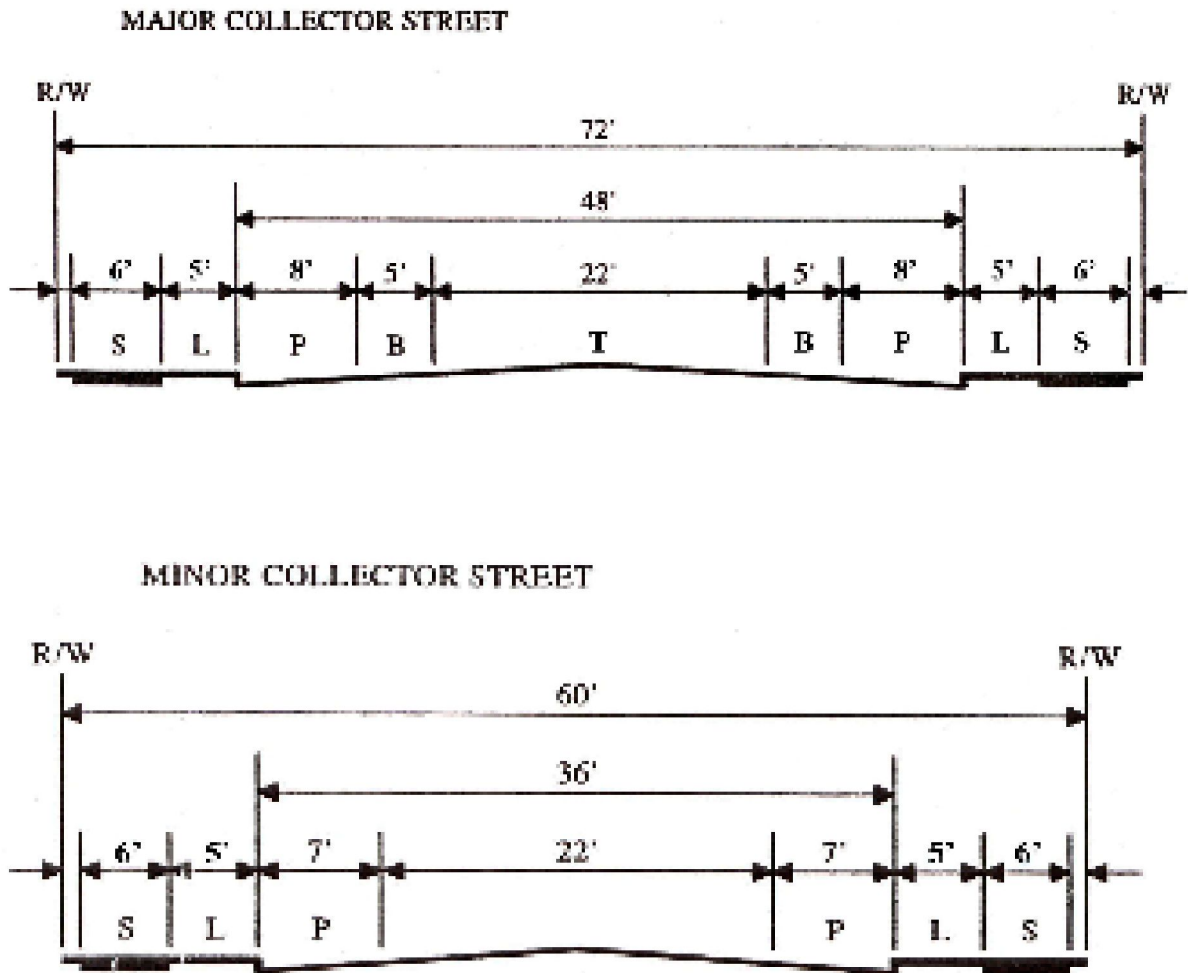 MAJOR COLLECTOR STREET
R/W R/W
72'
48'
6' 5' 8' 5' 22' 5' 8' 5' 6'
S L P B T B P L S
MINOR COLLECTOR STREET
R/W R/W
60'
36'
6' 5' 7' 22' 7' 5' 6'
S L P P L S